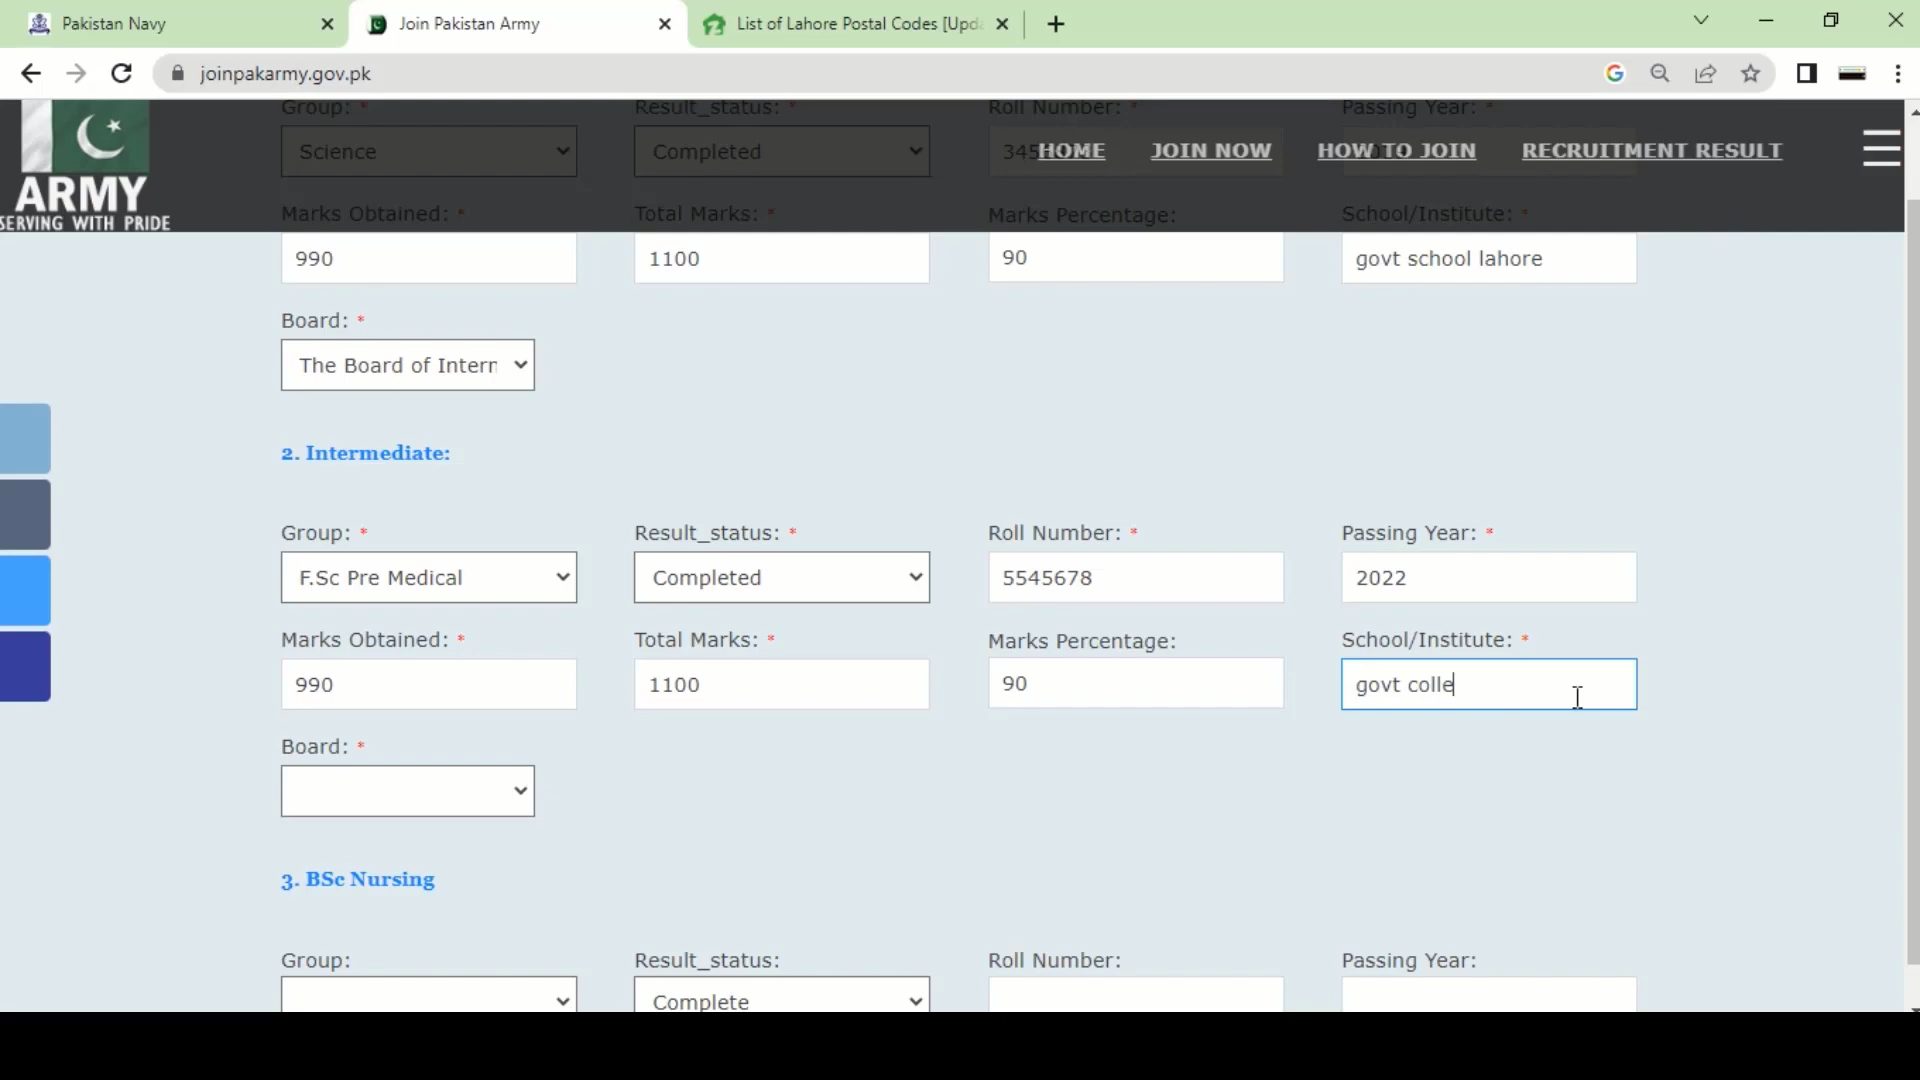 Pakistan Navy
Join Pakistan Army
List of Lahore Postal Codes [Upd
joinpakarmy.gov.pk
ARMY
SERVING WITH PRIDE
HOME JOIN NOW HOW TO JOIN RECRUITMENT RESULT
Group: * Result_status: * Roll Number: * Passing Year: *
Science Completed 345
Marks Obtained: * Total Marks: * Marks Percentage: School/Institute: *
990 1100 90 govt school lahore
Board: *
The Board of Intern
2. Intermediate:
Group: * Result_status: * Roll Number: * Passing Year: *
F.Sc Pre Medical Completed 5545678 2022
Marks Obtained: * Total Marks: * Marks Percentage: School/Institute: *
990 1100 90 govt colle
Board: *
3. BSc Nursing
Group: Result_status: Roll Number: Passing Year:
Complete